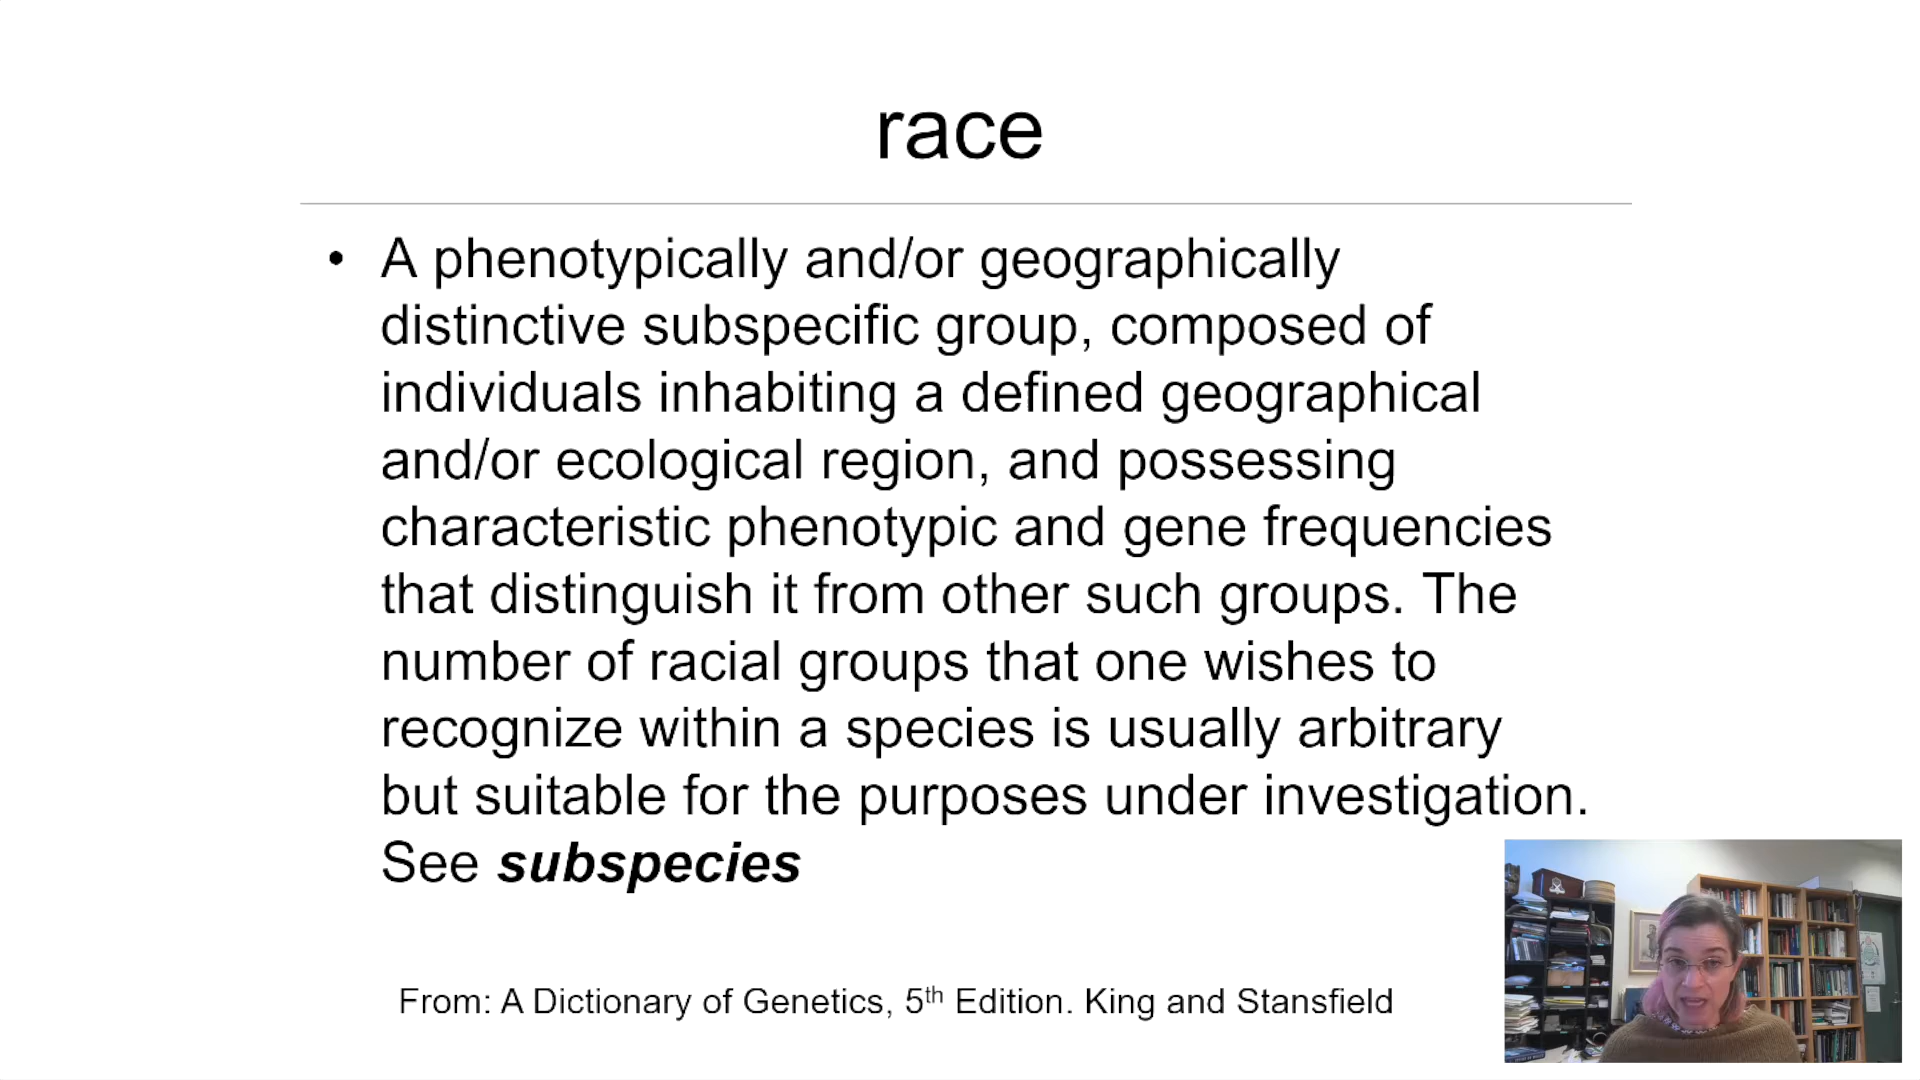 race
• A phenotypically and/or geographically
distinctive subspecific group, composed of
individuals inhabiting a defined geographical
and/or ecological region, and possessing
characteristic phenotypic and gene frequencies
that distinguish it from other such groups. The
number of racial groups that one wishes to
recognize within a species is usually arbitrary
but suitable for the purposes under investigation.
See subspecies
From: A Dictionary of Genetics, 5th Edition. King and Stansfield